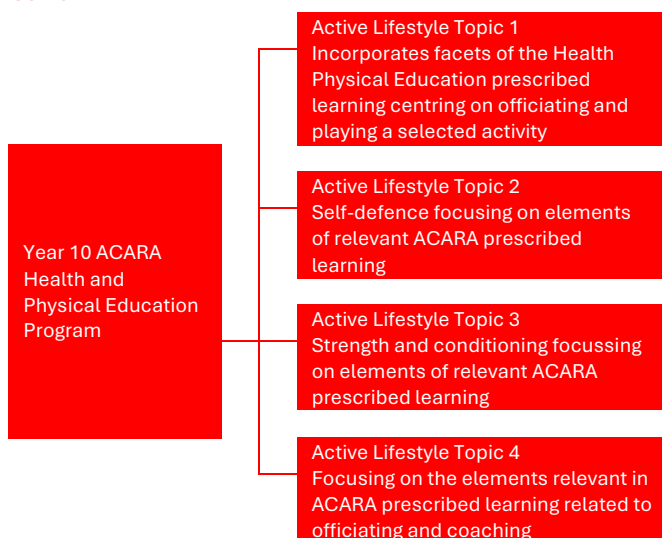 Year 10 ACARA
Health and
Physical Education
Program
Active Lifestyle Topic 1
Incorporates facets of the Health
Physical Education prescribed
learning centring on officiating and
playing a selected activity
Active Lifestyle Topic 2
Self-defence focusing on elements
of relevant ACARA prescribed
learning
Active Lifestyle Topic 3
Strength and conditioning focussing
on elements of relevant ACARA
prescribed learning
Active Lifestyle Topic 4
Focusing on the elements relevant in
ACARA prescribed learning related to
officiating and coaching